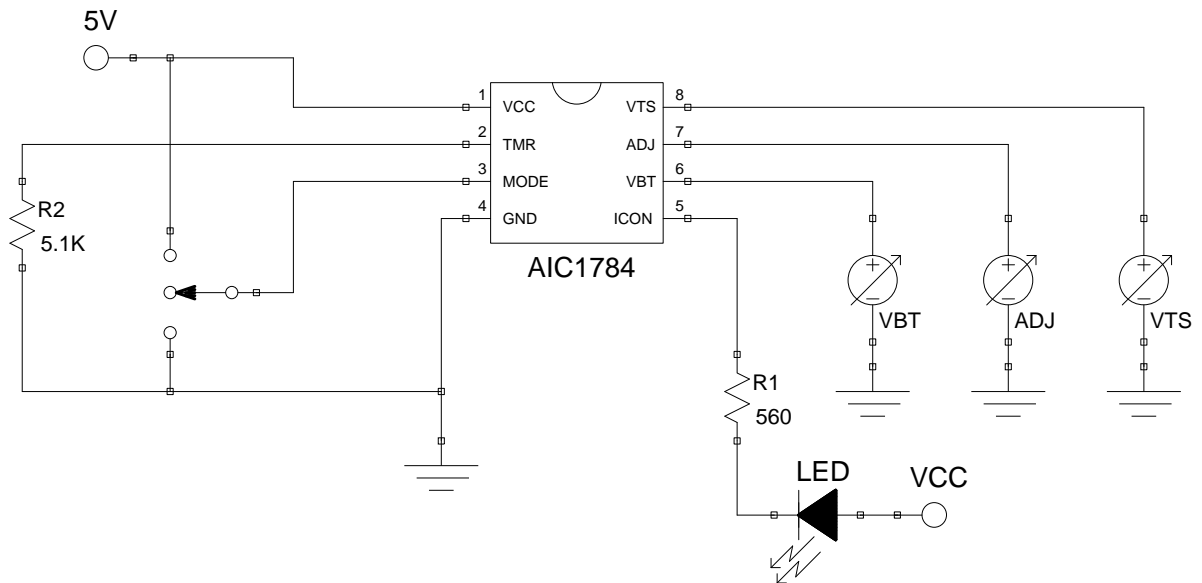 5V
1 VCC VTS 8
2 TMR ADJ 7
3 MODE VBT 6
4 GND ICON 5
AIC1784
R2
5.1K
+ + +
VBT ADJ VTS
R1
560
LED
VCC